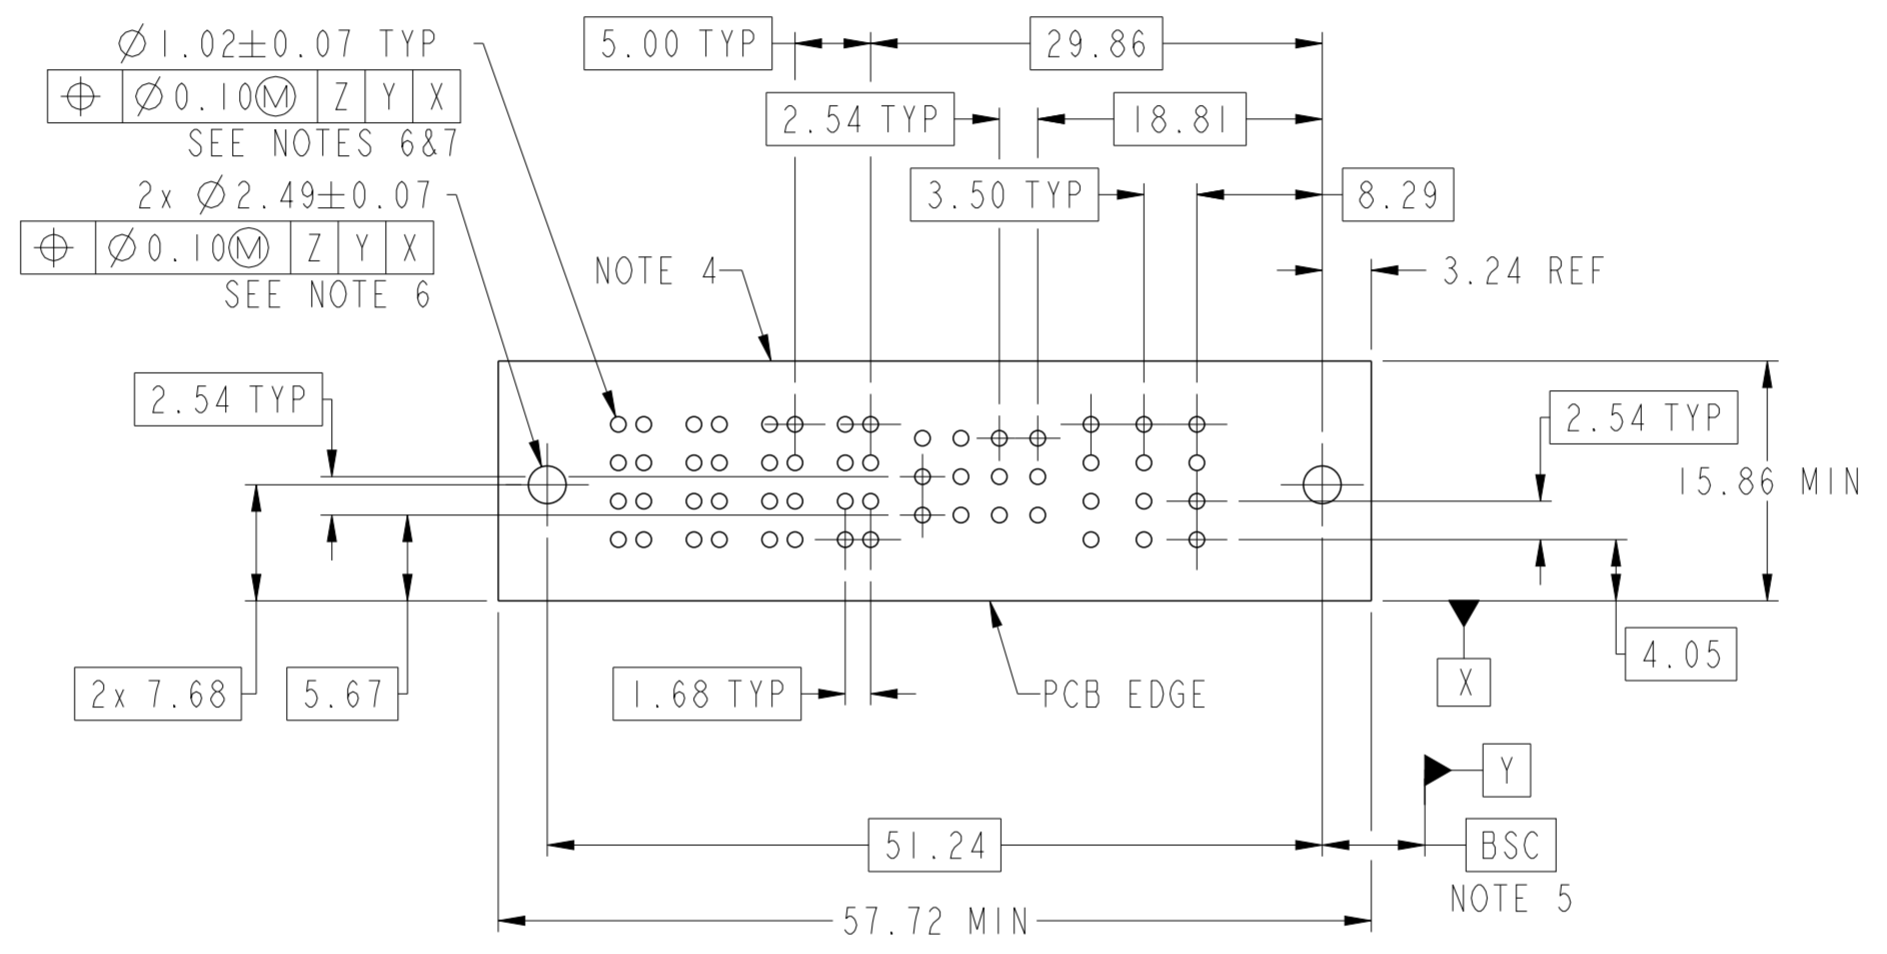 Ø1.02±0.07 TYP
⌖ Ø0.10Ⓜ Z Y X
SEE NOTES 6&7
2x Ø2.49±0.07
⌖ Ø0.10Ⓜ Z Y X
SEE NOTE 6
5.00 TYP
29.86
2.54 TYP
18.81
3.50 TYP
8.29
NOTE 4
3.24 REF
2.54 TYP
2.54 TYP
15.86 MIN
2x 7.68
5.67
1.68 TYP
PCB EDGE
X
4.05
Y
51.24
BSC
NOTE 5
57.72 MIN